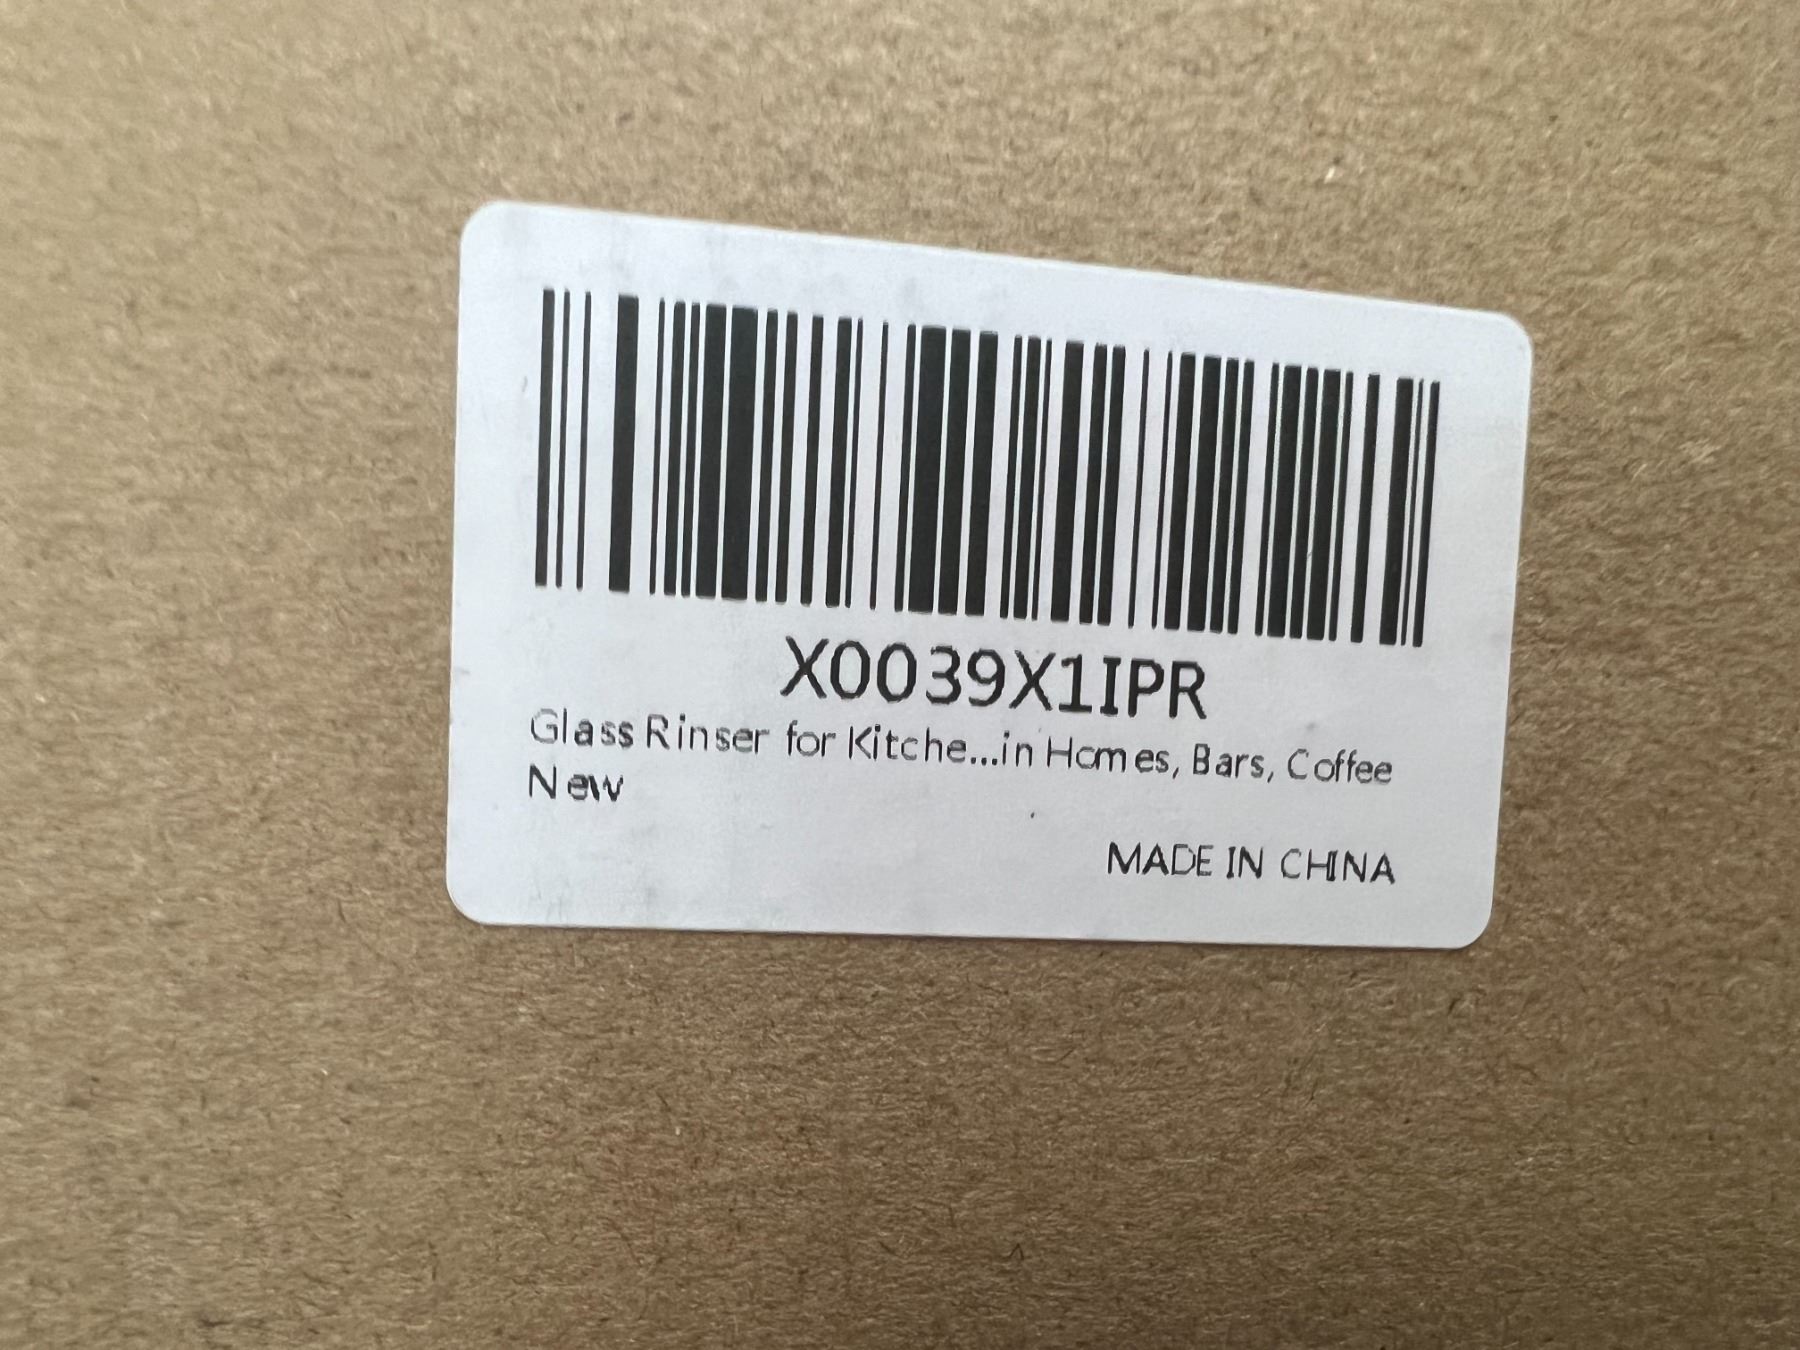 X0039X1IPR
Glass Rinser for Kitche...in Homes, Bars, Coffee
New
MADE IN CHINA